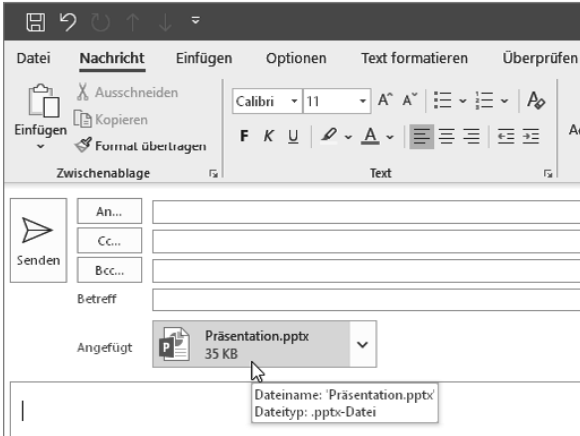 Datei Nachricht Einfügen Optionen Text formatieren Überprüfen
Einfügen
Ausschneiden
Kopieren
Format übertragen
Zwischenablage
Calibri 11
F K U
Text
Senden
An...
Cc...
Bcc...
Betreff
Angefügt
Präsentation.pptx
35 KB
Dateiname: 'Präsentation.pptx'
Dateityp: .pptx-Datei